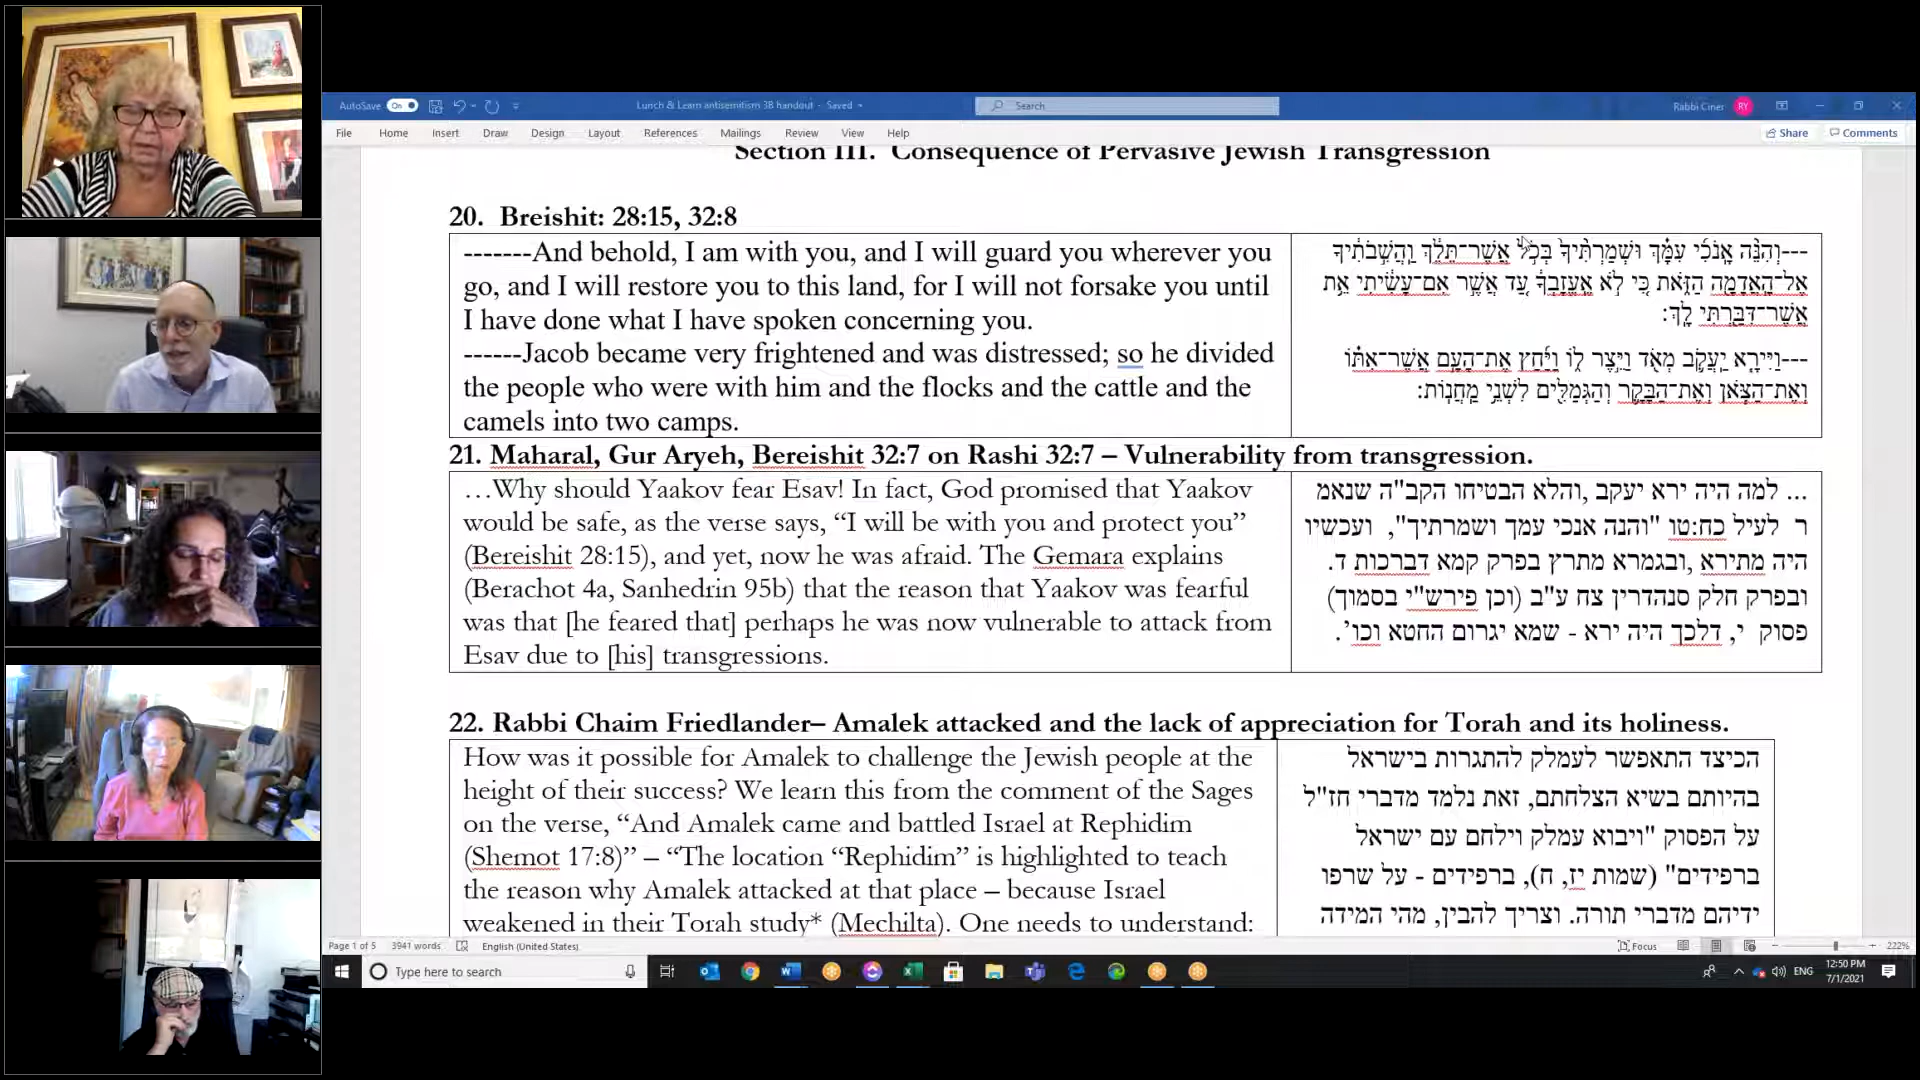 AutoSave On
Lunch & Learn antisemitism 3B handout - Saved
Search
Rabbi Ciner RY
File Home Insert Draw Design Layout References Mailings Review View Help
Share Comments
Section III. Consequence of Pervasive Jewish Transgression
20. Breishit: 28:15, 32:8
-------And behold, I am with you, and I will guard you wherever you
go, and I will restore you to this land, for I will not forsake you until
I have done what I have spoken concerning you.
------Jacob became very frightened and was distressed; so he divided
the people who were with him and the flocks and the cattle and the
camels into two camps.
---וְהִנֵּ֨ה אָנֹכִ֜י עִמָּ֗ךְ וּשְׁמַרְתִּ֙יךָ֙ בְּכֹ֣ל אֲשֶׁר־תֵּלֵ֔ךְ וַהֲשִׁ֣בֹתִ֔יךָ
אֶל־הָאֲדָמָ֖ה הַזֹּ֑את כִּ֚י לֹ֣א אֶֽעֱזָבְךָ֔ עַ֚ד אֲשֶׁ֣ר אִם־עָשִׂ֔יתִי אֵ֥ת
אֲשֶׁר־דִּבַּ֖רְתִּי לָֽךְ:
---וַיִּירָ֧א יַעֲקֹ֛ב מְאֹ֖ד וַיֵּ֣צֶר ל֑וֹ וַיַּ֜חַץ אֶת־הָעָ֣ם אֲשֶׁר־אִתּ֗וֹ
וְאֶת־הַצֹּ֧אן וְאֶת־הַבָּקָ֛ר וְהַגְּמַלִּ֖ים לִשְׁנֵ֥י מַחֲנֽוֹת:
21. Maharal, Gur Aryeh, Bereishit 32:7 on Rashi 32:7 – Vulnerability from transgression.
…Why should Yaakov fear Esav! In fact, God promised that Yaakov
would be safe, as the verse says, “I will be with you and protect you”
(Bereishit 28:15), and yet, now he was afraid. The Gemara explains
(Berachot 4a, Sanhedrin 95b) that the reason that Yaakov was fearful
was that [he feared that] perhaps he was now vulnerable to attack from
Esav due to [his] transgressions.
... למה היה ירא יעקב ,והלא הבטיחו הקב"ה שנאמ
ר לעיל כח:טו "והנה אנכי עמך ושמרתיך", ועכשיו
היה מתירא ,ובגמרא מתרץ בפרק קמא דברכות ד.
ובפרק חלק סנהדרין צח ע"ב (וכן פירש"י בסמוך)
פסוק י, דלכך היה ירא - שמא יגרום החטא וכו'.
22. Rabbi Chaim Friedlander– Amalek attacked and the lack of appreciation for Torah and its holiness.
How was it possible for Amalek to challenge the Jewish people at the
height of their success? We learn this from the comment of the Sages
on the verse, “And Amalek came and battled Israel at Rephidim
(Shemot 17:8)” – “The location “Rephidim” is highlighted to teach
the reason why Amalek attacked at that place – because Israel
weakened in their Torah study* (Mechilta). One needs to understand:
הכיצד התאפשר לעמלק להתגרות בישראל
בהיותם בשיא הצלחתם, זאת נלמד מדברי חז"ל
על הפסוק "ויבוא עמלק וילחם עם ישראל
ברפידים" (שמות יז, ח), ברפידים - על שרפו
ידיהם מדברי תורה. וצריך להבין, מהי המידה
Page 1 of 5 3941 words English (United States)
Focus 222%
Type here to search
ENG
12:50 PM
7/1/2021